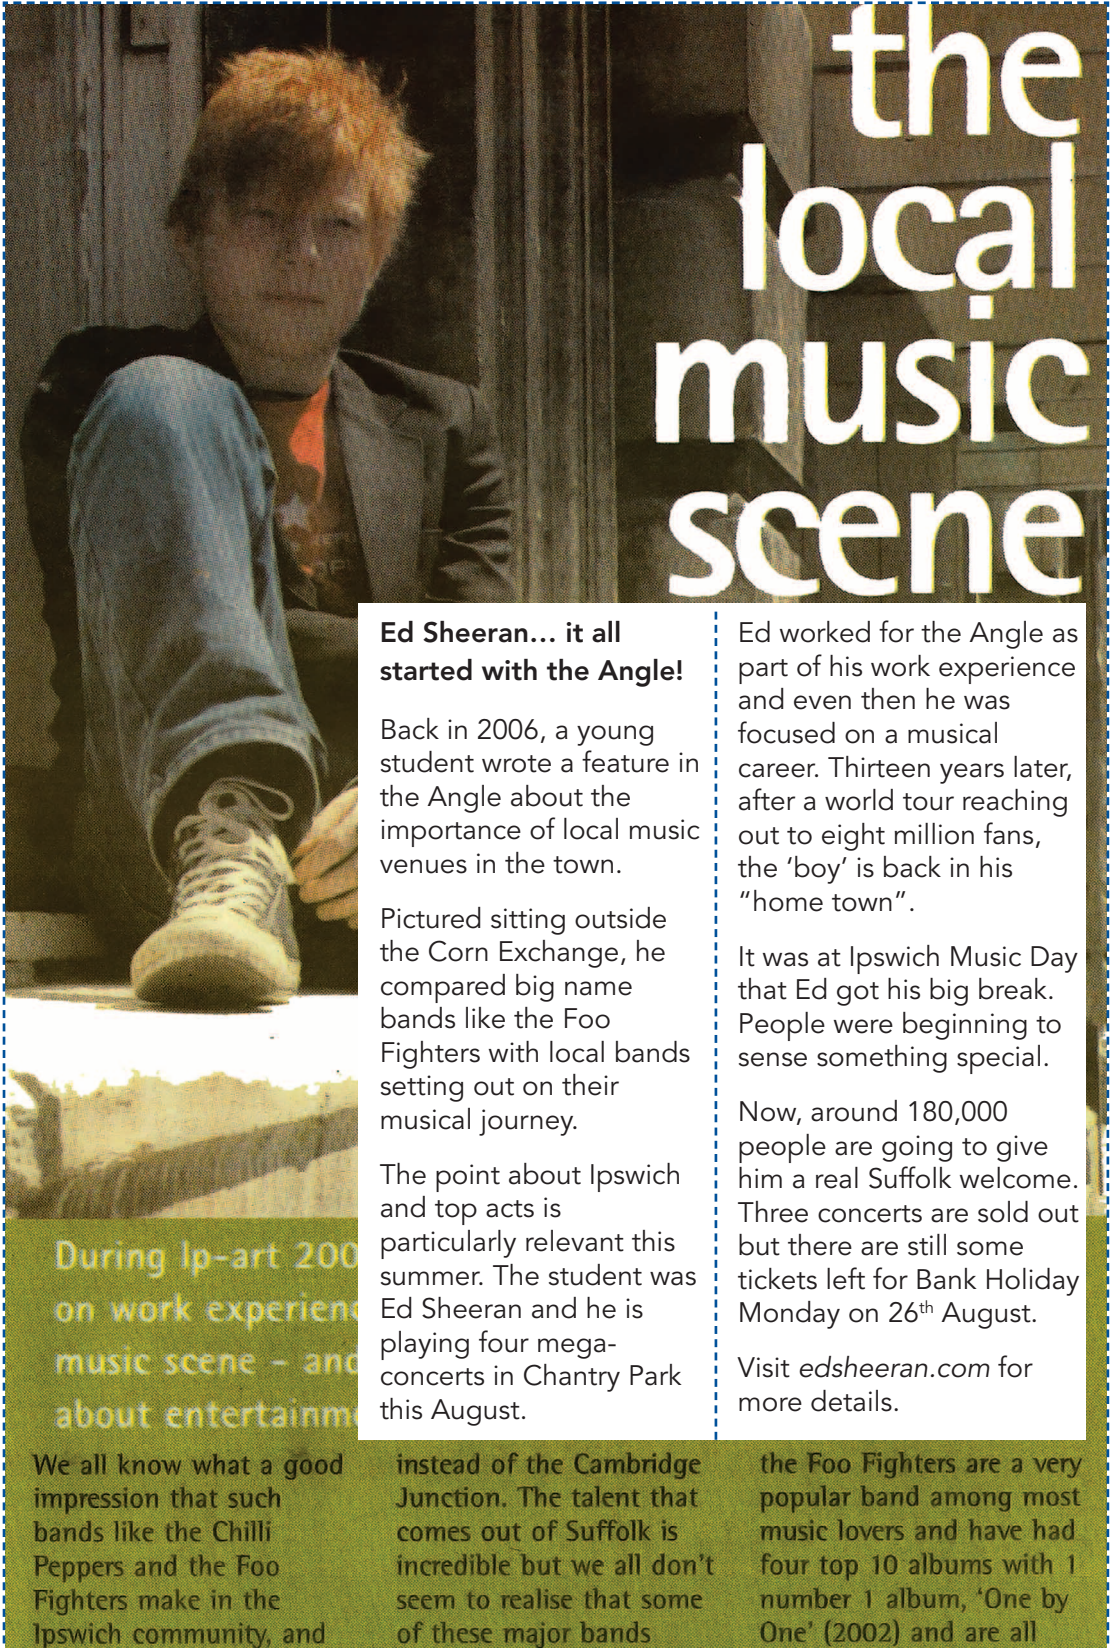 the
local
music
scene
Ed Sheeran… it all
started with the Angle!
Back in 2006, a young
student wrote a feature in
the Angle about the
importance of local music
venues in the town.
Pictured sitting outside
the Corn Exchange, he
compared big name
bands like the Foo
Fighters with local bands
setting out on their
musical journey.
The point about Ipswich
and top acts is
particularly relevant this
summer. The student was
Ed Sheeran and he is
playing four mega-
concerts in Chantry Park
this August.
Ed worked for the Angle as
part of his work experience
and even then he was
focused on a musical
career. Thirteen years later,
after a world tour reaching
out to eight million fans,
the ‘boy’ is back in his
“home town”.
It was at Ipswich Music Day
that Ed got his big break.
People were beginning to
sense something special.
Now, around 180,000
people are going to give
him a real Suffolk welcome.
Three concerts are sold out
but there are still some
tickets left for Bank Holiday
Monday on 26th August.
Visit edsheeran.com for
more details.
During Ip-art
on work
music scene - and
about
We all know what a good
impression that such
bands like the Chilli
Peppers and the Foo
Fighters make in the
Ipswich community, and
instead of the Cambridge
Junction. The talent that
comes out of Suffolk is
incredible but we all don't
seem to realise that some
of these major bands
the Foo Fighters are a very
popular band among most
music lovers and have had
four top 10 albums with 1
number 1 album, ‘One by
One’ (2002) and are all